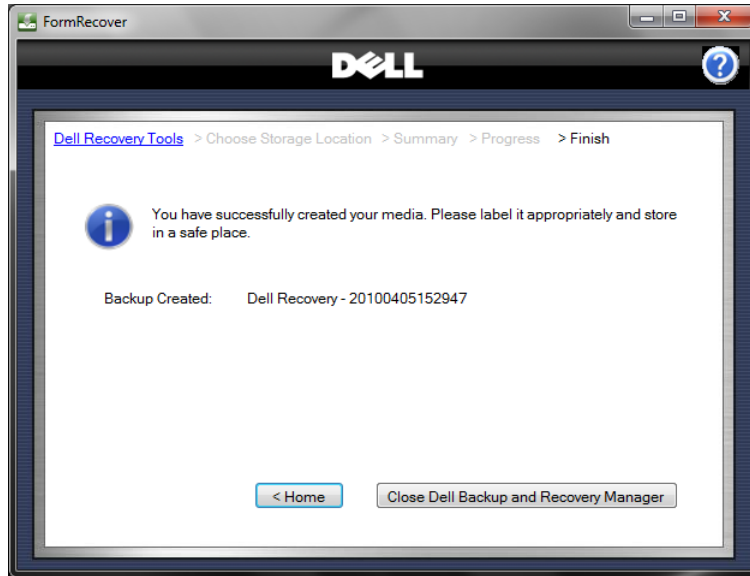 FormRecover
DELL
?
Dell Recovery Tools > Choose Storage Location > Summary > Progress > Finish
i
You have successfully created your media. Please label it appropriately and store
in a safe place.
Backup Created: Dell Recovery - 20100405152947
< Home
Close Dell Backup and Recovery Manager